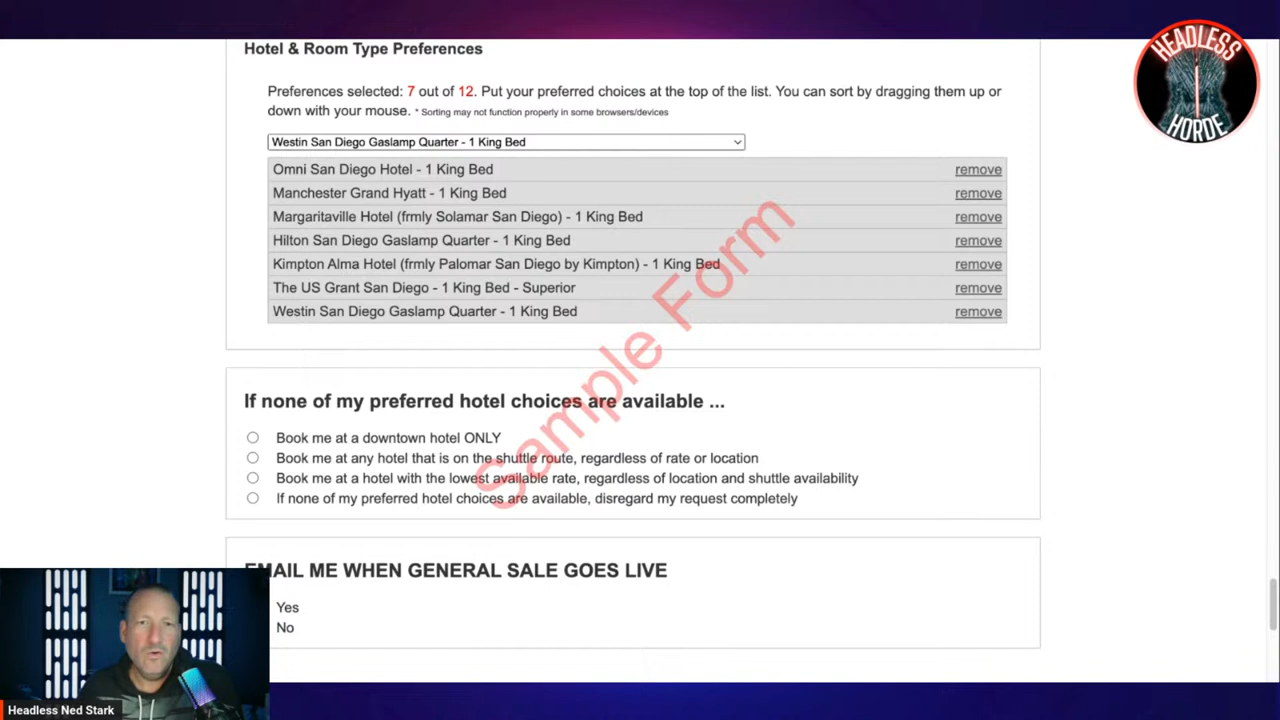 Hotel & Room Type Preferences
Preferences selected: 7 out of 12. Put your preferred choices at the top of the list. You can sort by dragging them up or
down with your mouse. * Sorting may not function properly in some browsers/devices
Westin San Diego Gaslamp Quarter - 1 King Bed
Omni San Diego Hotel - 1 King Bed remove
Manchester Grand Hyatt - 1 King Bed remove
Margaritaville Hotel (frmly Solamar San Diego) - 1 King Bed remove
Hilton San Diego Gaslamp Quarter - 1 King Bed remove
Kimpton Alma Hotel (frmly Palomar San Diego by Kimpton) - 1 King Bed remove
The US Grant San Diego - 1 King Bed - Superior remove
Westin San Diego Gaslamp Quarter - 1 King Bed remove
Sample Form
If none of my preferred hotel choices are available ...
Book me at a downtown hotel ONLY
Book me at any hotel that is on the shuttle route, regardless of rate or location
Book me at a hotel with the lowest available rate, regardless of location and shuttle availability
If none of my preferred hotel choices are available, disregard my request completely
EMAIL ME WHEN GENERAL SALE GOES LIVE
Yes
No
HEADLESS
HORDE
Headless Ned Stark